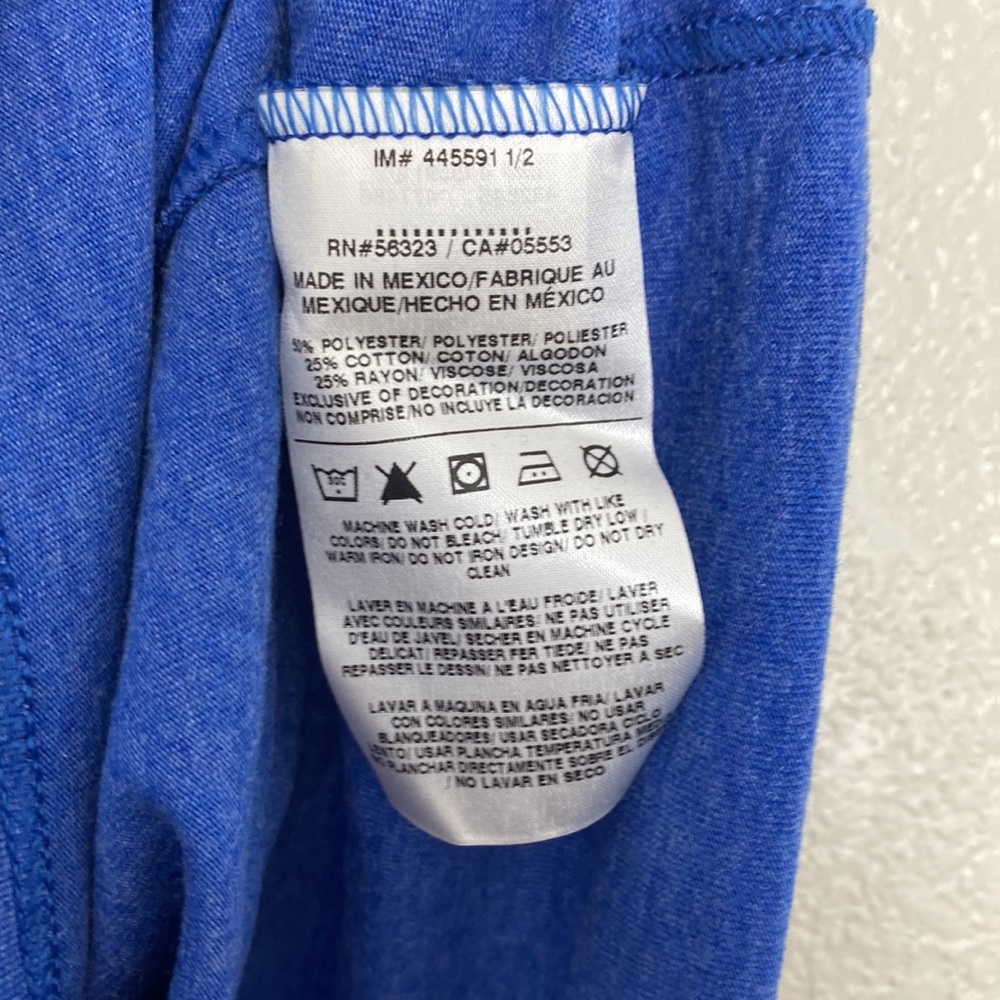 IM# 445591 1/2
RN#56323 / CA#05553
MADE IN MEXICO/FABRIQUE AU
MEXIQUE/HECHO EN MÉXICO
50% POLYESTER/ POLYESTER/ POLIESTER
25% COTTON/ COTON/ ALGODON
25% RAYON/ VISCOSE/ VISCOSA
EXCLUSIVE OF DECORATION/DECORATION
NON COMPRISE/NO INCLUYE LA DECORACION
30C
MACHINE WASH COLD/ WASH WITH LIKE
COLORS/ DO NOT BLEACH/ TUMBLE DRY LOW /
WARM IRON/ DO NOT IRON DESIGN/ DO NOT DRY
CLEAN
LAVER EN MACHINE A L'EAU FROIDE/ LAVER
AVEC COULEURS SIMILAIRES/ NE PAS UTILISER
D'EAU DE JAVEL/ SECHER EN MACHINE CYCLE
DELICAT/ REPASSER FER TIEDE/ NE PAS
REPASSER LE DESSIN/ NE PAS NETTOYER A SEC
LAVAR A MAQUINA EN AGUA FRIA/ LAVAR
CON COLORES SIMILARES/ NO USAR
BLANQUEADORES/ USAR SECADORA CICLO
LENTO/ USAR PLANCHA TEMPERATURA
NO PLANCHAR DIRECTAMENTE SOBRE EL
/ NO LAVAR EN SECO